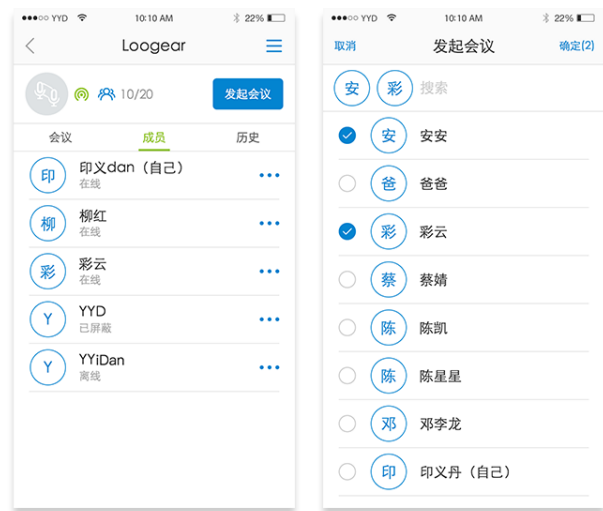 YYD 10:10 AM 22%
Loogear
10/20 发起会议
会议 成员 历史
印 印义dan（自己）
在线
柳 柳红
在线
彩 彩云
在线
Y YYD
已屏蔽
Y YYiDan
离线
YYD 10:10 AM 22%
取消 发起会议 确定(2)
安 彩 搜索
安 安安
爸 爸爸
彩 彩云
蔡 蔡婧
陈 陈凯
陈 陈星星
邓 邓李龙
印 印义丹（自己）